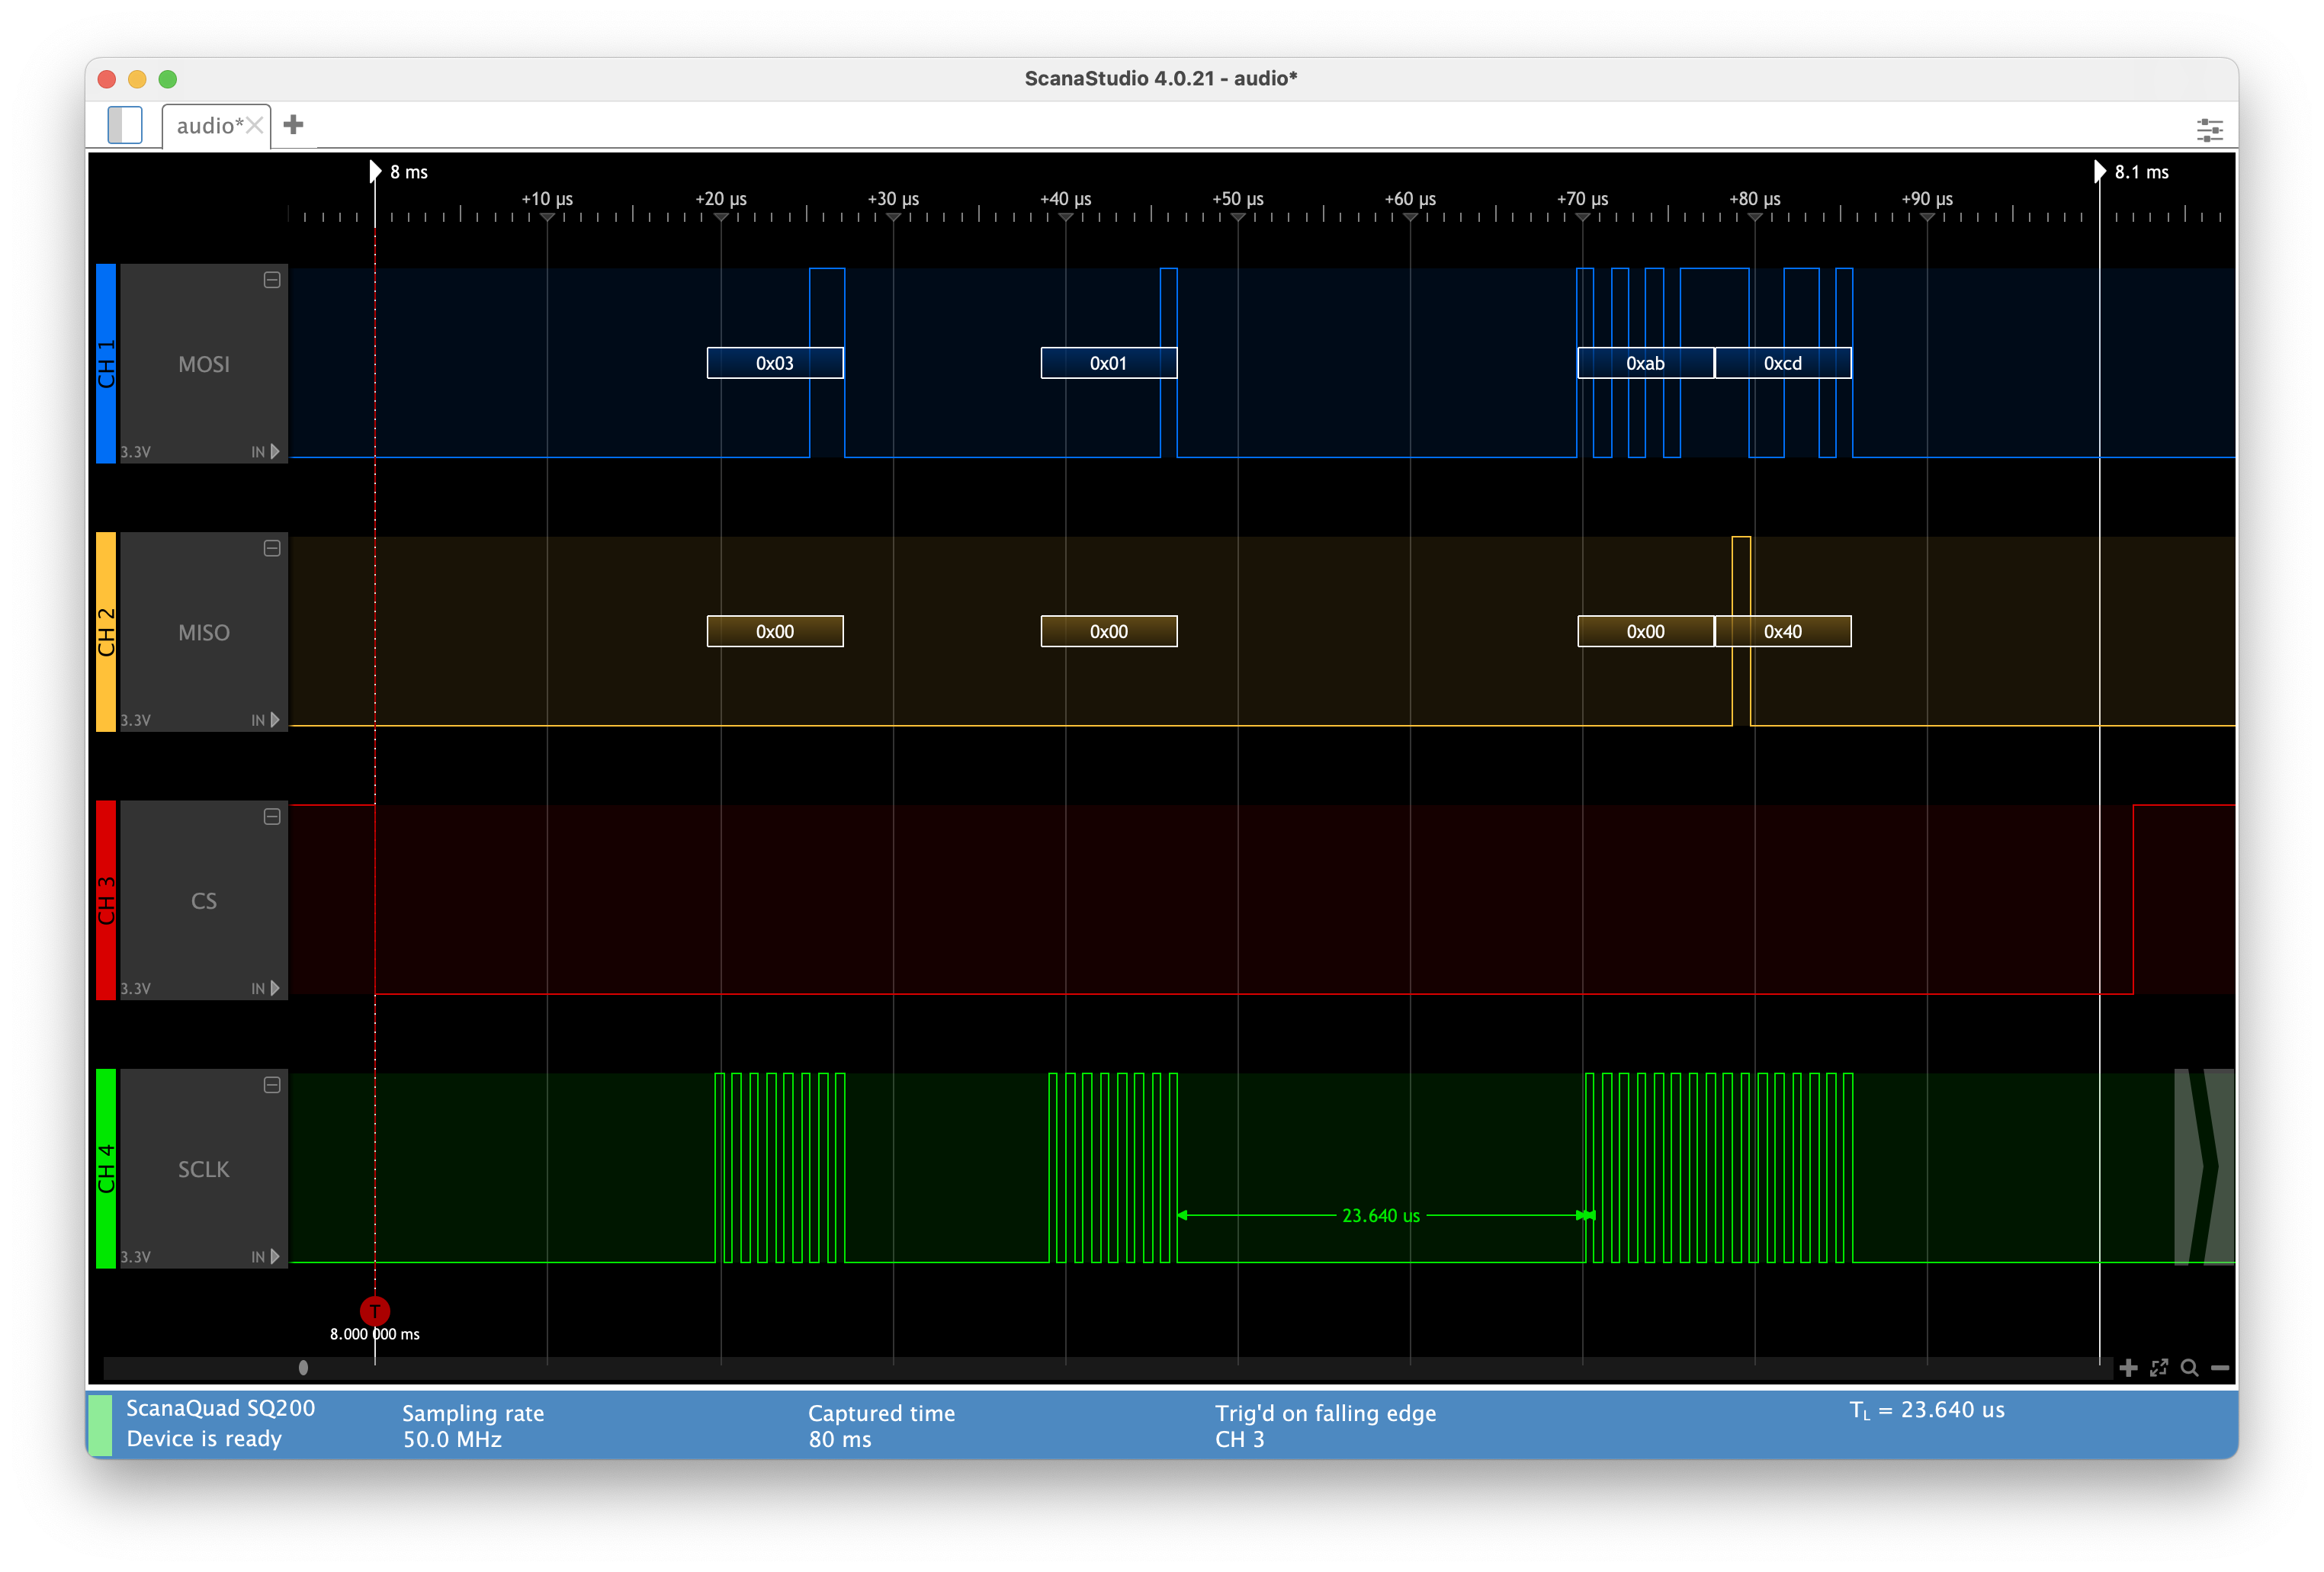 ScanaStudio 4.0.21 - audio*
audio*
8 ms
8.1 ms
+10 µs
+20 µs
+30 µs
+40 µs
+50 µs
+60 µs
+70 µs
+80 µs
+90 µs
CH 1
MOSI
3.3V
IN
0x03
0x01
0xab
0xcd
CH 2
MISO
3.3V
IN
0x00
0x00
0x00
0x40
CH 3
CS
3.3V
IN
CH 4
SCLK
3.3V
IN
23.640 us
T
8.000 000 ms
ScanaQuad SQ200
Device is ready
Sampling rate
50.0 MHz
Captured time
80 ms
Trig'd on falling edge
CH 3
TL = 23.640 us